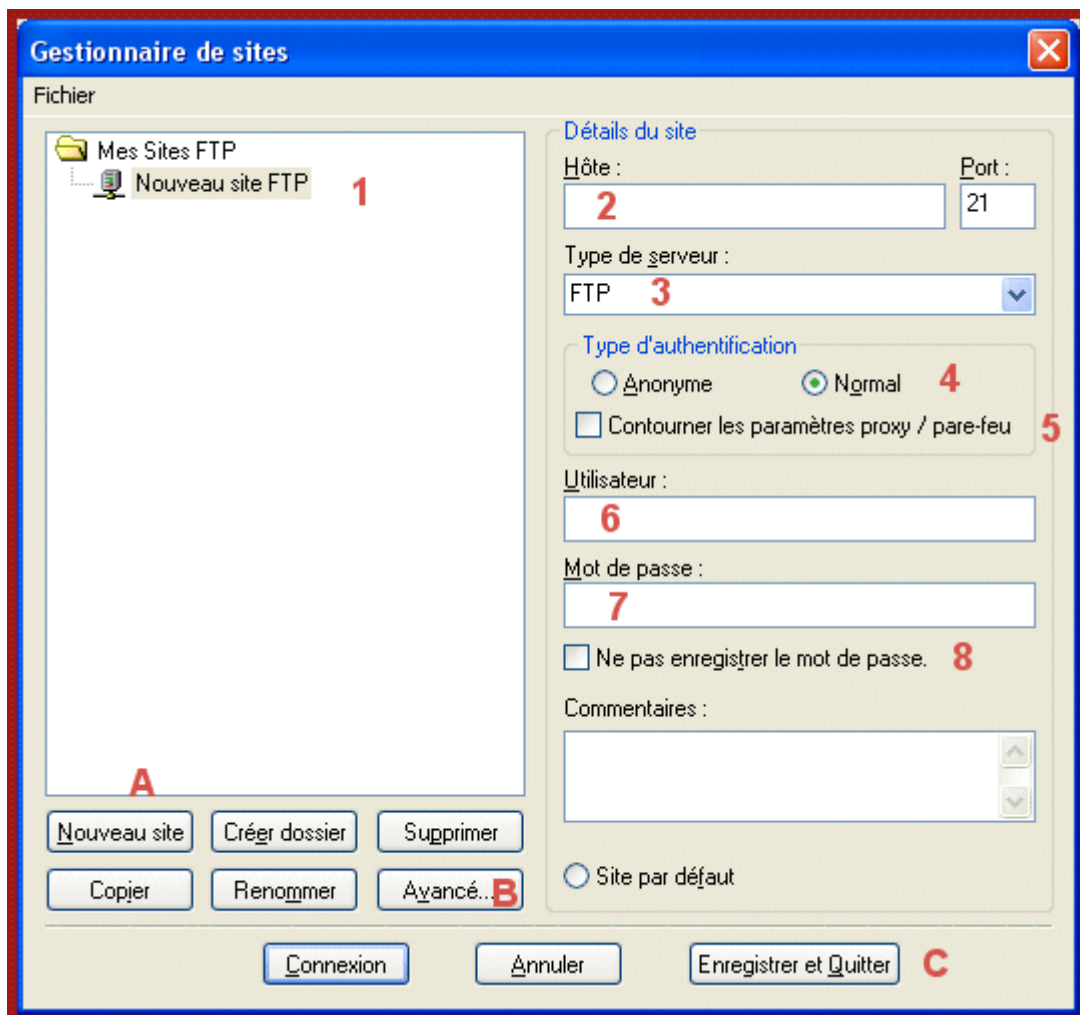 Gestionnaire de sites
Fichier
Mes Sites FTP
Nouveau site FTP 1
Détails du site
Hôte : Port :
2 21
Type de serveur :
FTP 3
Type d'authentification
Anonyme Normal 4
Contourner les paramètres proxy / pare-feu 5
Utilisateur :
6
Mot de passe :
7
Ne pas enregistrer le mot de passe. 8
Commentaires :
A
Nouveau site Créer dossier Supprimer
Copier Renommer Avancé... B
Site par défaut
Connexion Annuler Enregistrer et Quitter C